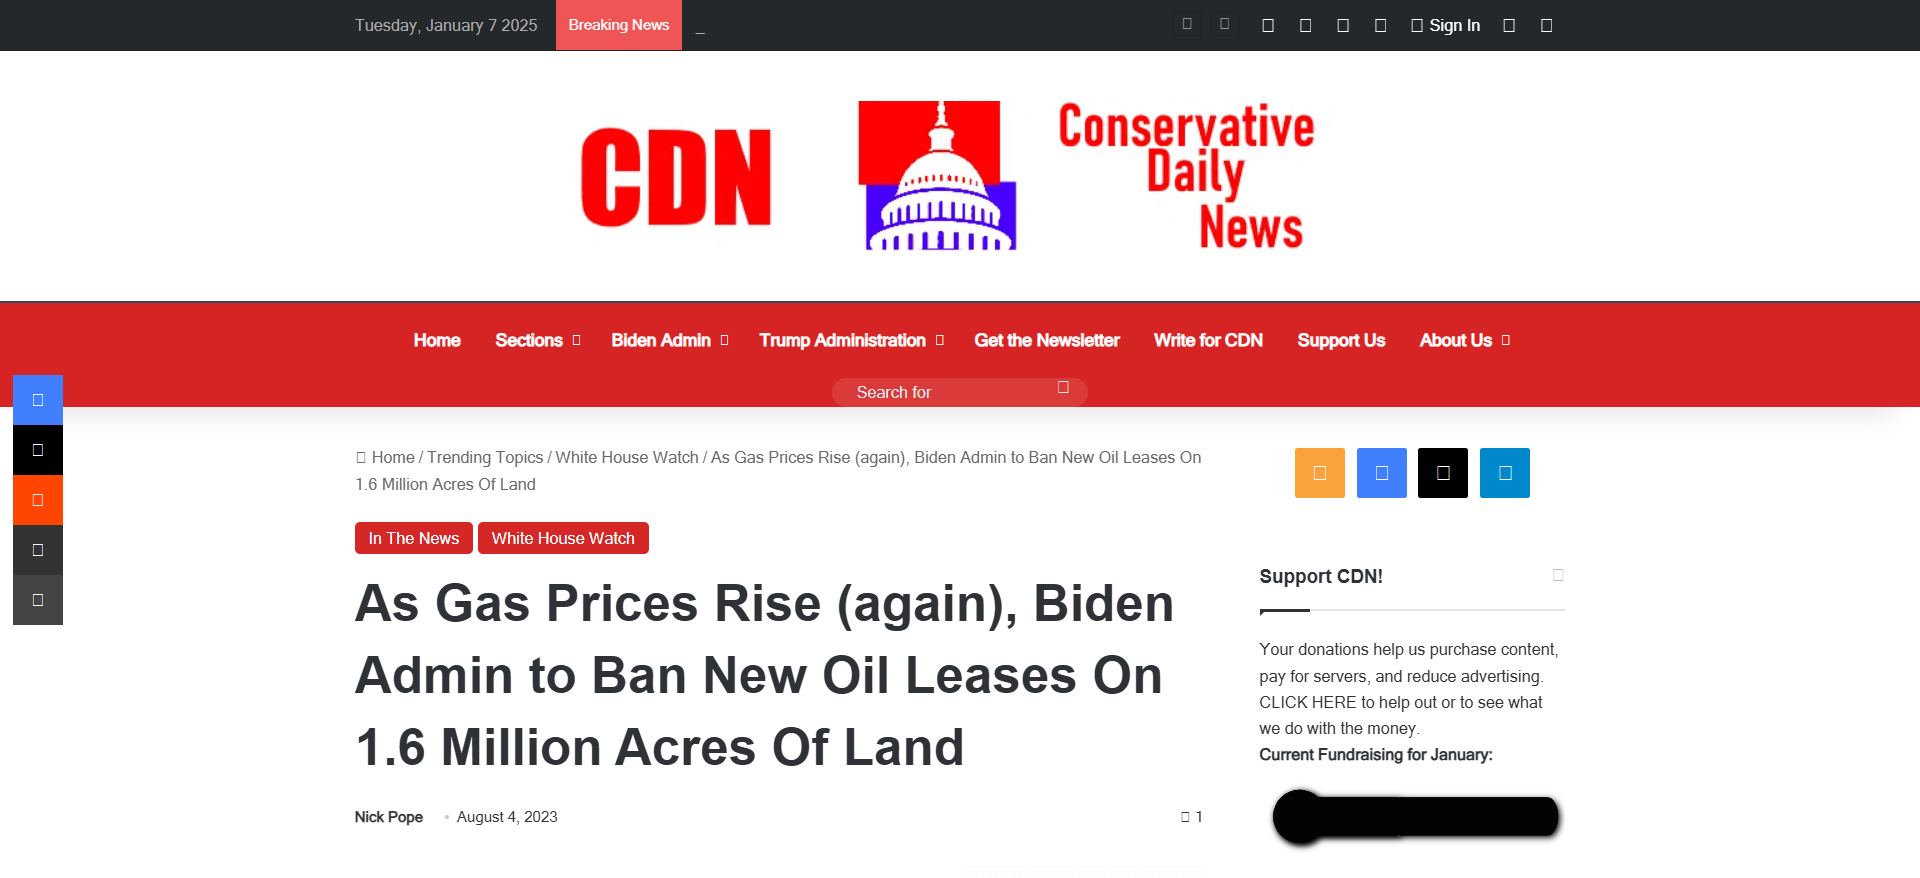 Tuesday, January 7 2025
Breaking News
_
Sign In
CDN
Conservative
Daily
News
Home
Sections
Biden Admin
Trump Administration
Get the Newsletter
Write for CDN
Support Us
About Us
Search for
Home / Trending Topics / White House Watch / As Gas Prices Rise (again), Biden Admin to Ban New Oil Leases On
1.6 Million Acres Of Land
In The News
White House Watch
As Gas Prices Rise (again), Biden
Admin to Ban New Oil Leases On
1.6 Million Acres Of Land
Nick Pope
August 4, 2023
1
Support CDN!
Your donations help us purchase content,
pay for servers, and reduce advertising.
CLICK HERE to help out or to see what
we do with the money.
Current Fundraising for January: